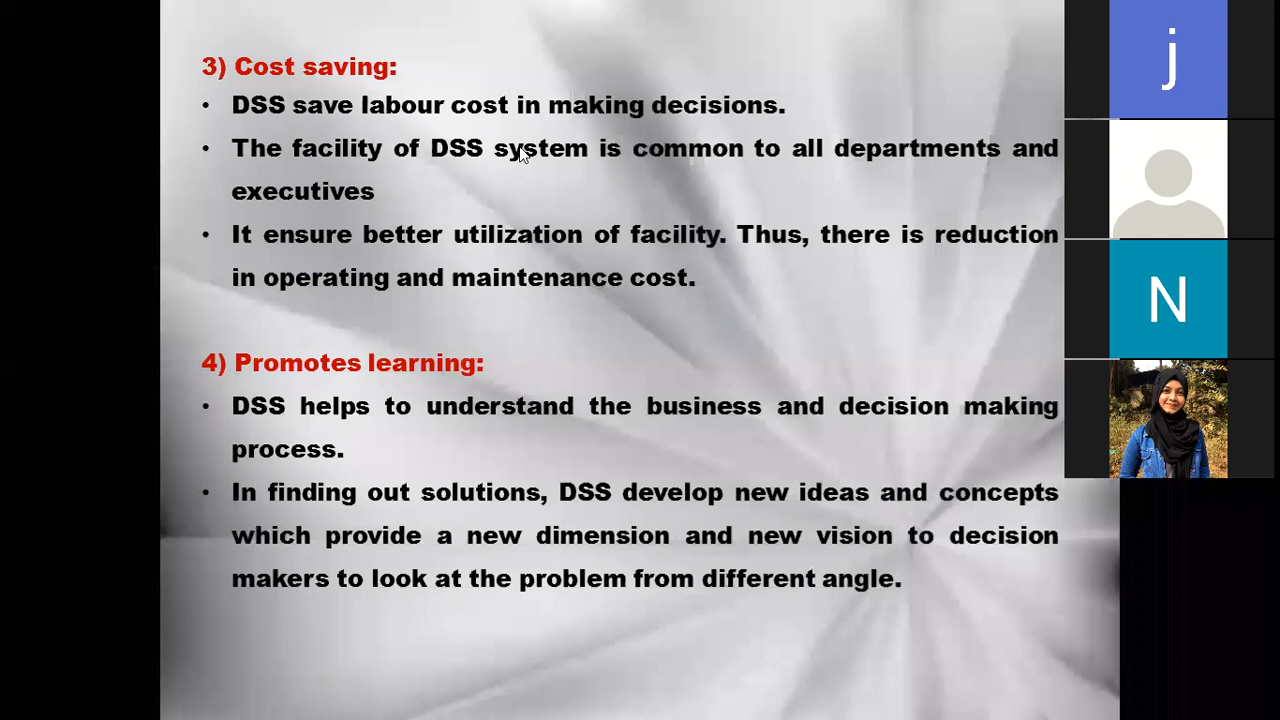 3) Cost saving:
• DSS save labour cost in making decisions.
• The facility of DSS system is common to all departments and
executives
• It ensure better utilization of facility. Thus, there is reduction
in operating and maintenance cost.
4) Promotes learning:
• DSS helps to understand the business and decision making
process.
• In finding out solutions, DSS develop new ideas and concepts
which provide a new dimension and new vision to decision
makers to look at the problem from different angle.
j
N